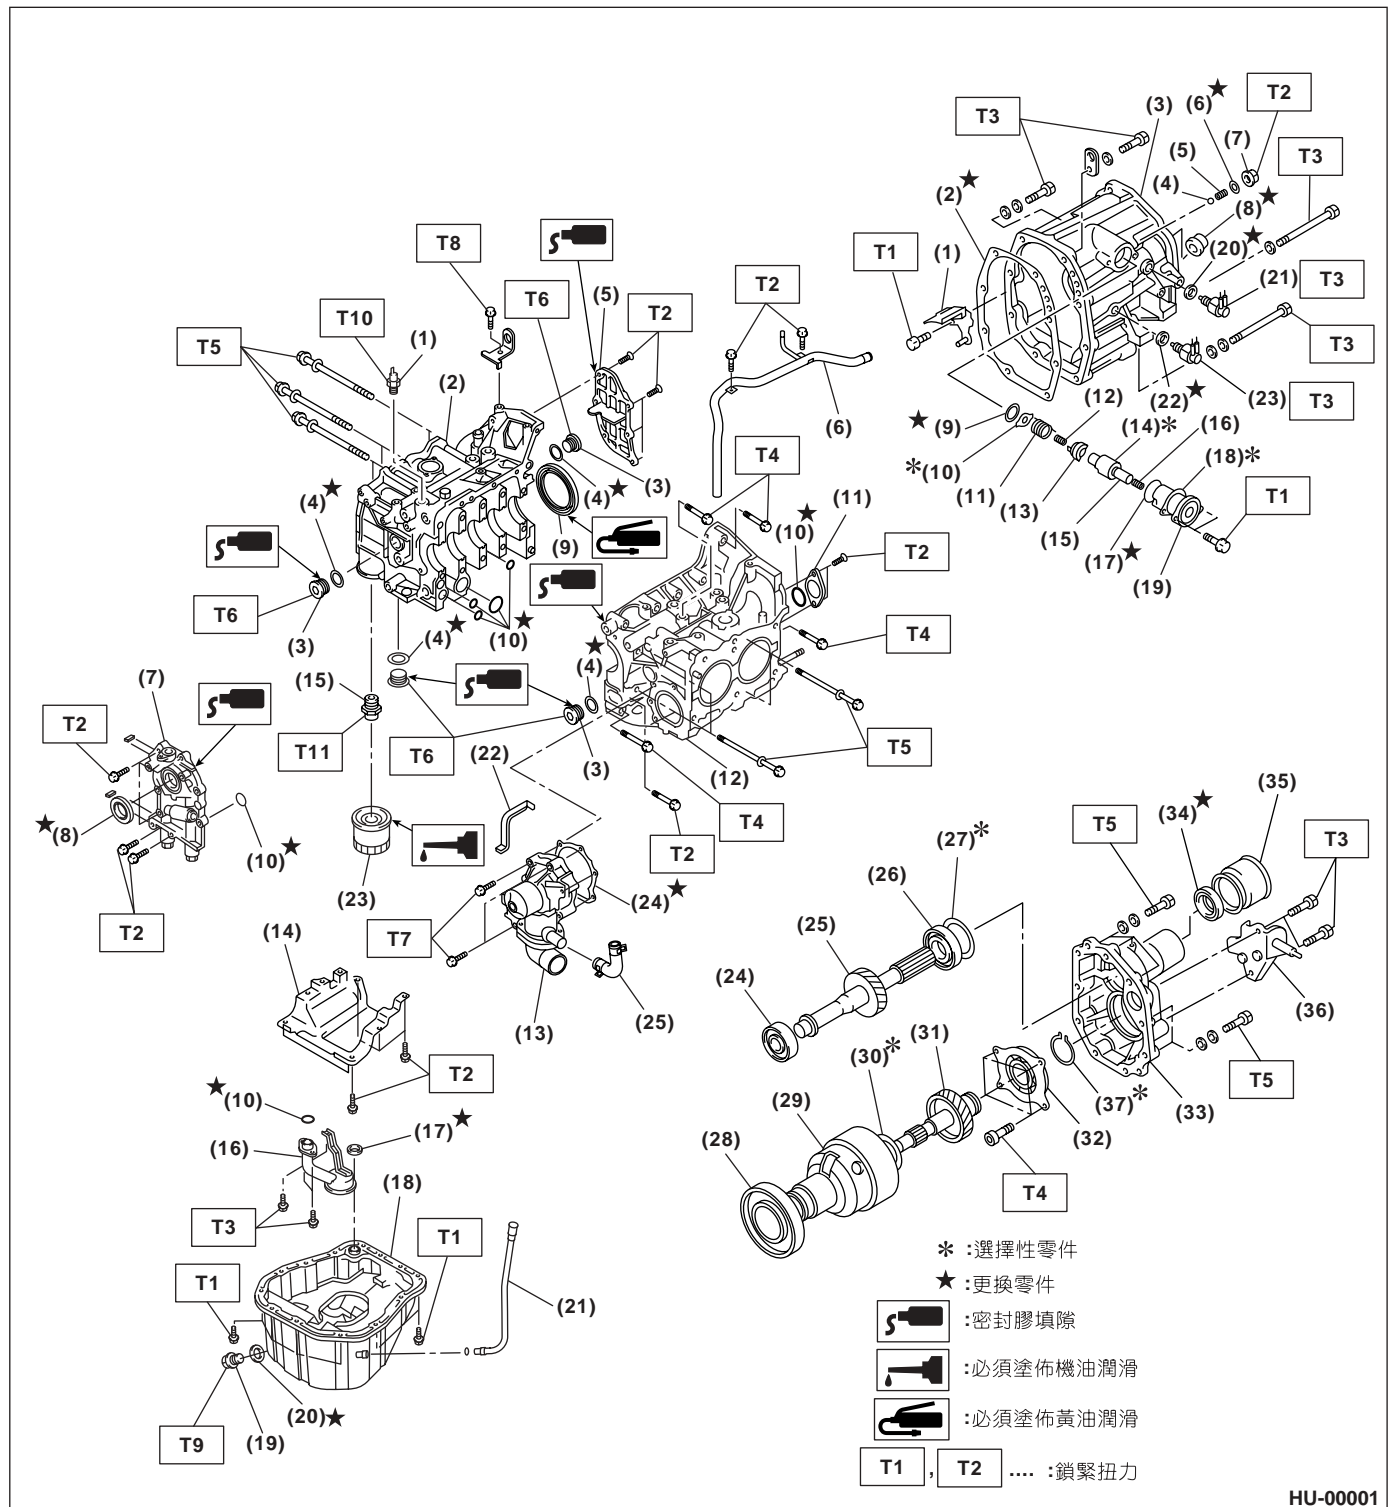 T3
(3)
(6)★
T2
(7)
T3
(5)
(4)
(2)★
(8)★
T1
(1)
(20)★
(21)
T3
T3
(22)★
(23)
T3
★(9)
*(10)
(11)
(12)
(13)
(14)*
(15)
(16)
(17)★
(18)*
(19)
T1
T8
T6
(5)
T2
T2
T10
(1)
T5
(2)
(6)
(4)★
(3)
T4
(4)★
(9)
(10)★
(11)
T2
T6
(3)
(4)★
(10)★
(4)★
T4
(7)
(15)
T2
T11
T6
(22)
(3)
(12)
T5
★(8)
(10)★
(23)
T4
T2
T2
(24)★
T7
(14)
(13)
(25)
T2
★(10)
(17)★
(16)
(18)
T3
T1
T1
(21)
(20)★
T9
(19)
(35)
(34)★
T5
T3
(27)*
(26)
(25)
(24)
(36)
(31)
(30)*
(29)
(28)
(37)*
(32)
(33)
T5
T4
* :選擇性零件
★ :更換零件
:密封膠填隙
:必須塗佈機油潤滑
:必須塗佈黃油潤滑
T1 , T2 .... :鎖緊扭力
HU-00001